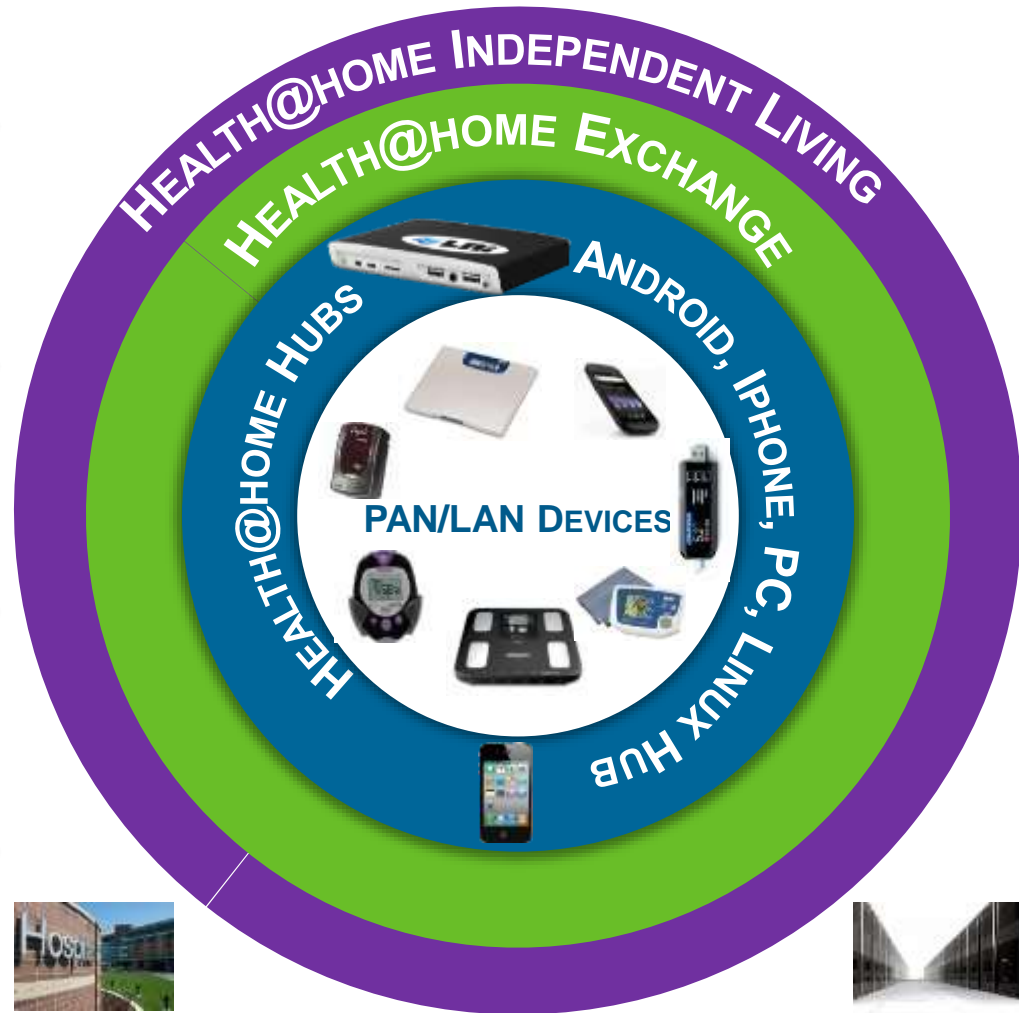 HEALTH@HOME INDEPENDENT LIVING
HEALTH@HOME EXCHANGE
HEALTH@HOME HUBS
ANDROID, IPHONE, PC, LINUX HUB
PAN/LAN DEVICES